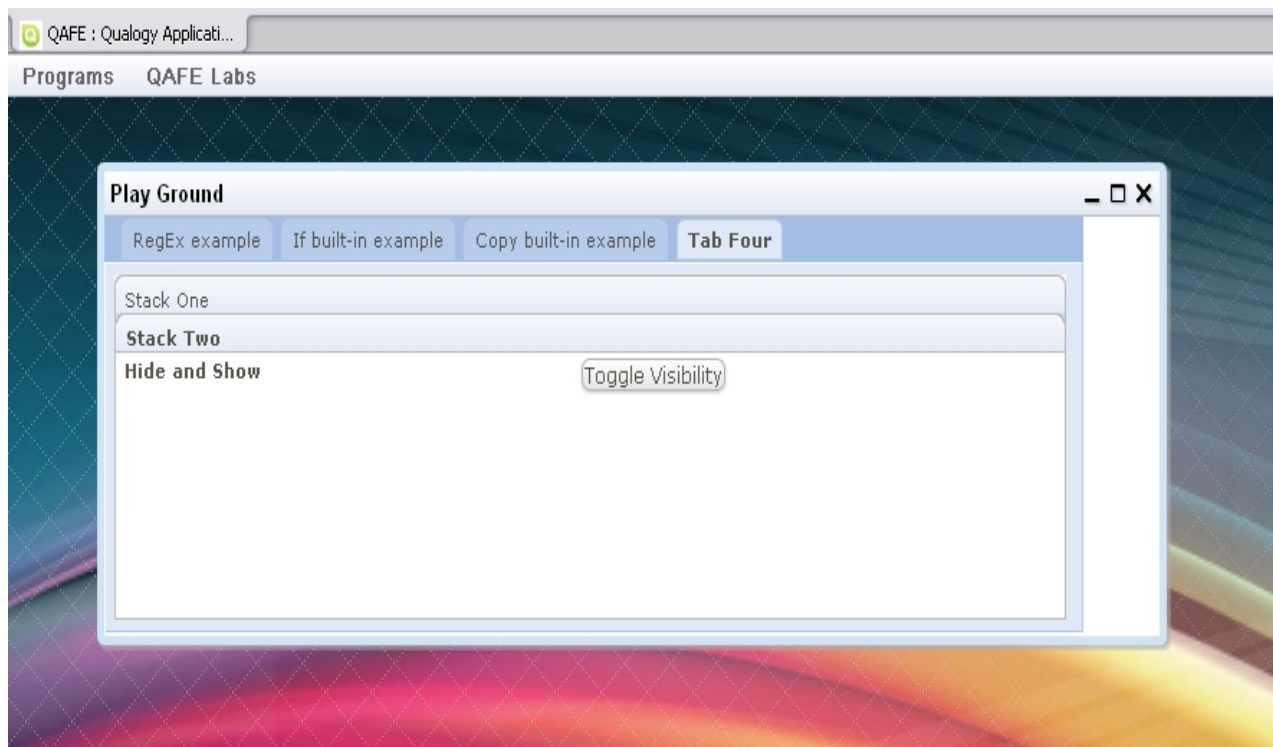 QAFE : Qualogy Applicati...
Programs QAFE Labs
Play Ground
RegEx example If built-in example Copy built-in example Tab Four
Stack One
Stack Two
Hide and Show Toggle Visibility